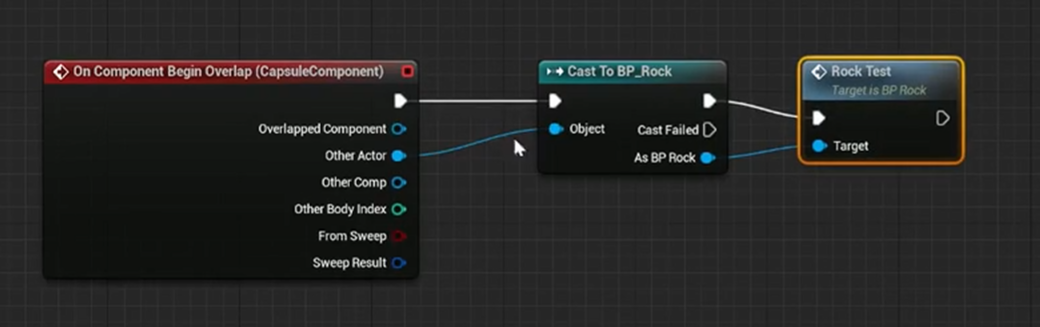 On Component Begin Overlap (CapsuleComponent)
Overlapped Component
Other Actor
Other Comp
Other Body Index
From Sweep
Sweep Result
Cast To BP_Rock
Object
Cast Failed
As BP Rock
Rock Test
Target is BP Rock
Target